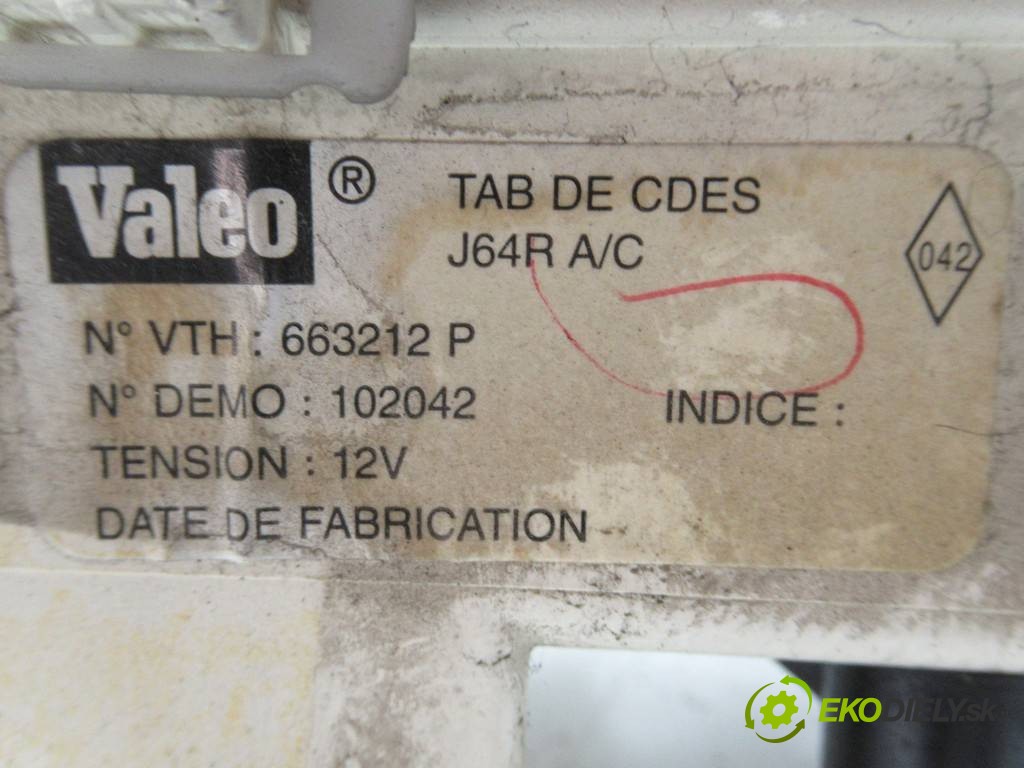 Valeo ® TAB DE CDES
J64R A/C
042
N° VTH : 663212 P
N° DEMO : 102042
INDICE :
TENSION : 12V
DATE DE FABRICATION
EKODIELY.sk